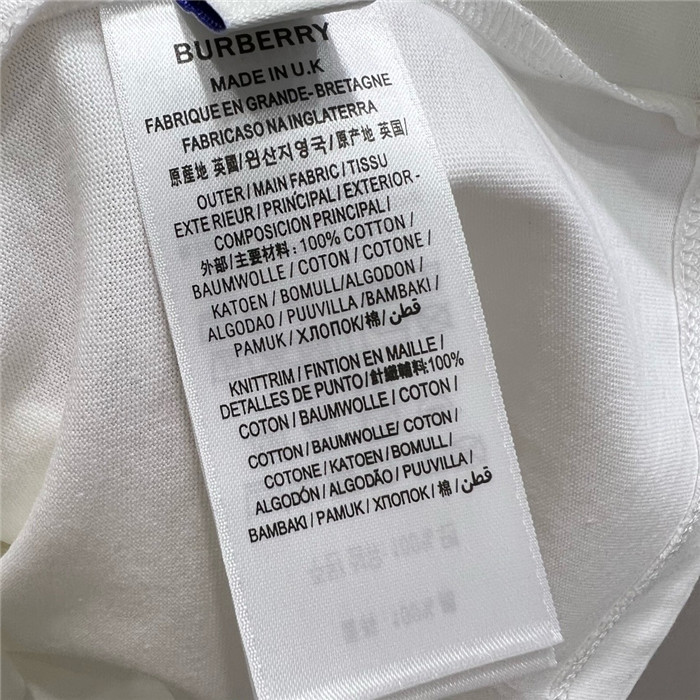 BURBERRY
MADE IN U.K
FABRIQUE EN GRANDE-BRETAGNE
FABRICASO NA INGLATERRA
原産地 英國/원산지영국/原产地 英国/
OUTER/MAIN FABRIC/TISSU
EXTE RIEUR/PRINCIPAL/EXTERIOR-
COMPOSICION PRINCIPAL/
外部/主要材料: 100% COTTON/
BAUMWOLLE/COTON/COTONE/
KATOEN/BOMULL/ALGODON/
ALGODAO/PUUVILLA/BAMBAKI/
PAMUK/ХЛОПОК/棉/قطن/
KNITTRIM/FINTION EN MAILLE/
DETALLES DE PUNTO/針織輔料:100%
COTON/BAUMWOLLE/COTON/
COTTON/BAUMWOLLE/COTON/
COTONE/KATOEN/BOMULL/
ALGODÓN/ALGODÃO/PUUVILLA/
BAMBAKI/PAMUK/ХЛОПОК/棉/قطن/